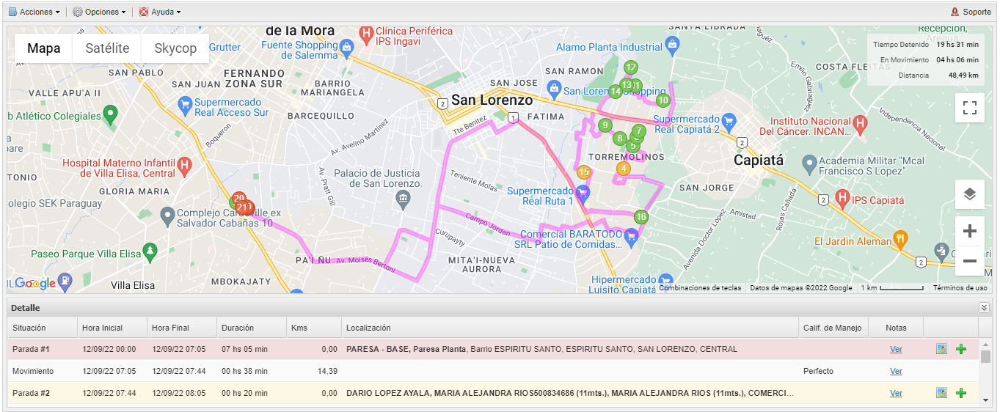 Acciones
Opciones
Ayuda
Soporte
Mapa
Satélite
Skycop
Tiempo Detenido 19 hs 31 min
En Movimiento 04 hs 06 min
Distancia 48,49 km
de la Mora
Grutter
Clínica Periférica
IPS Ingavi
Fuente Shopping
de Salemma
Alamo Planta Industrial
SANTA LIBRADA
Recepción,
SAN PABLO
FERNANDO
ZONA SUR
SAN JUAN
BARRIO
MARIANGELA
SAN JOSE
SAN RAMON
San Lorenzo Shopping
COSTA FLEITAS
Emilio Gabriaguez
VALLE APU'A II
Supermercado
Real Acceso Sur
San Lorenzo
FATIMA
b Atlético Colegiales
BARCEQUILLO
Boqueron
Tte Benitez
Av. Avelino Martínez
Supermercado
Real Capiatá 2
Instituto Nacional
Del Cáncer. INCAN...
Independencia Nacional
12
13
14
10
9
7
8
5
4
15
16
20
21
2
1
2
2
2
Hospital Materno Infantil
de Villa Elisa, Central
TORREMOLINOS
Capiatá
Academia Militar "Mcal
Francisco S Lopez"
GLORIA MARIA
Av. Pratt Gill
Palacio de Justicia
de San Lorenzo
Teniente Molas
Supermercado
Real Ruta 1
SAN JORGE
Rojas Cañada
IPS Capiatá
olegio SEK Paraguay
Complejo Caraville ex
Salvador Cabañas 10
Campo Jordan
Amistad
Avenida Doctor López
Curupayty
Comercial BARATODO
SRL Patio de Comidas...
El Jardin Aleman
Paseo Parque Villa Elisa
PA'I ÑU
Av. Moisés Bertoni
MITA'I-NUEVA
AURORA
MBOKAJATY
Villa Elisa
Hipermercado
Luisito Capiatá
Google
Combinaciones de teclas
Datos de mapas ©2022 Google
1 km
Términos de uso
Detalle
Situación Hora Inicial Hora Final Duración Kms Localización Calif. de Manejo Notas
Parada #1 12/09/22 00:00 12/09/22 07:05 07 hs 05 min 0,00 PARESA - BASE, Paresa Planta, Barrio ESPIRITU SANTO, ESPIRITU SANTO, SAN LORENZO, CENTRAL Ver
Movimiento 12/09/22 07:05 12/09/22 07:44 00 hs 38 min 14,39 Perfecto Ver
Parada #2 12/09/22 07:44 12/09/22 08:05 00 hs 20 min 0,00 DARIO LOPEZ AYALA, MARIA ALEJANDRA RIOS500834686 (11mts.), MARIA ALEJANDRA RIOS (11mts.), COMERCI... Ver